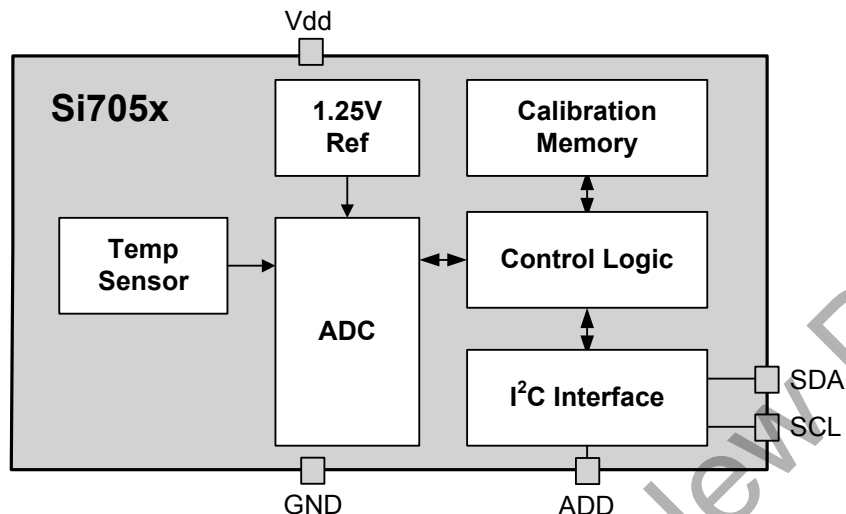 Vdd
Si705x
1.25V
Ref
Calibration
Memory
Temp
Sensor
ADC
Control Logic
I²C Interface
SDA
SCL
GND
ADD